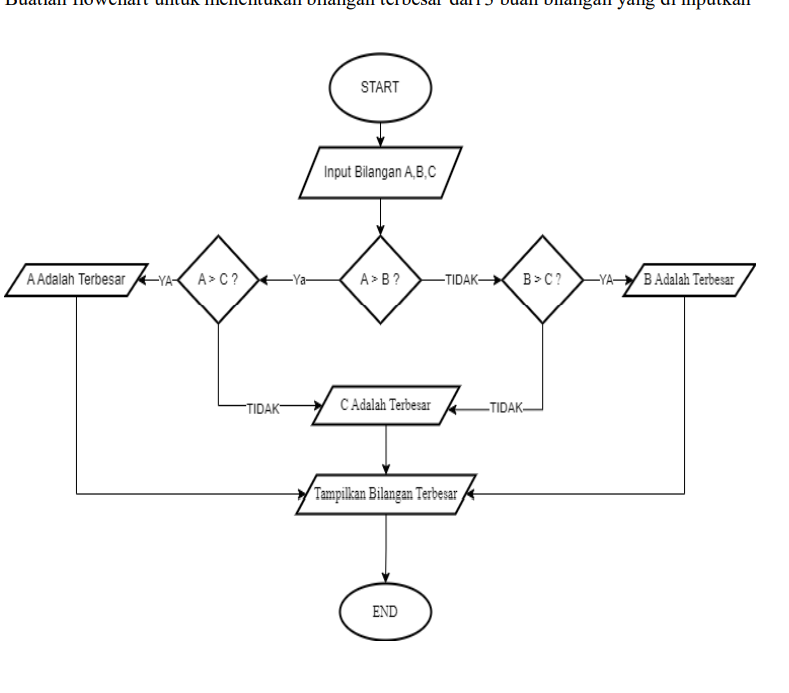 Buatlah flowchart untuk menentukan bilangan terbesar dari 3 buah bilangan yang di inputkan
START
Input Bilangan A,B,C
A Adalah Terbesar
YA
A > C ?
Ya
A > B ?
TIDAK
B > C ?
YA
B Adalah Terbesar
TIDAK
C Adalah Terbesar
TIDAK
Tampilkan Bilangan Terbesar
END